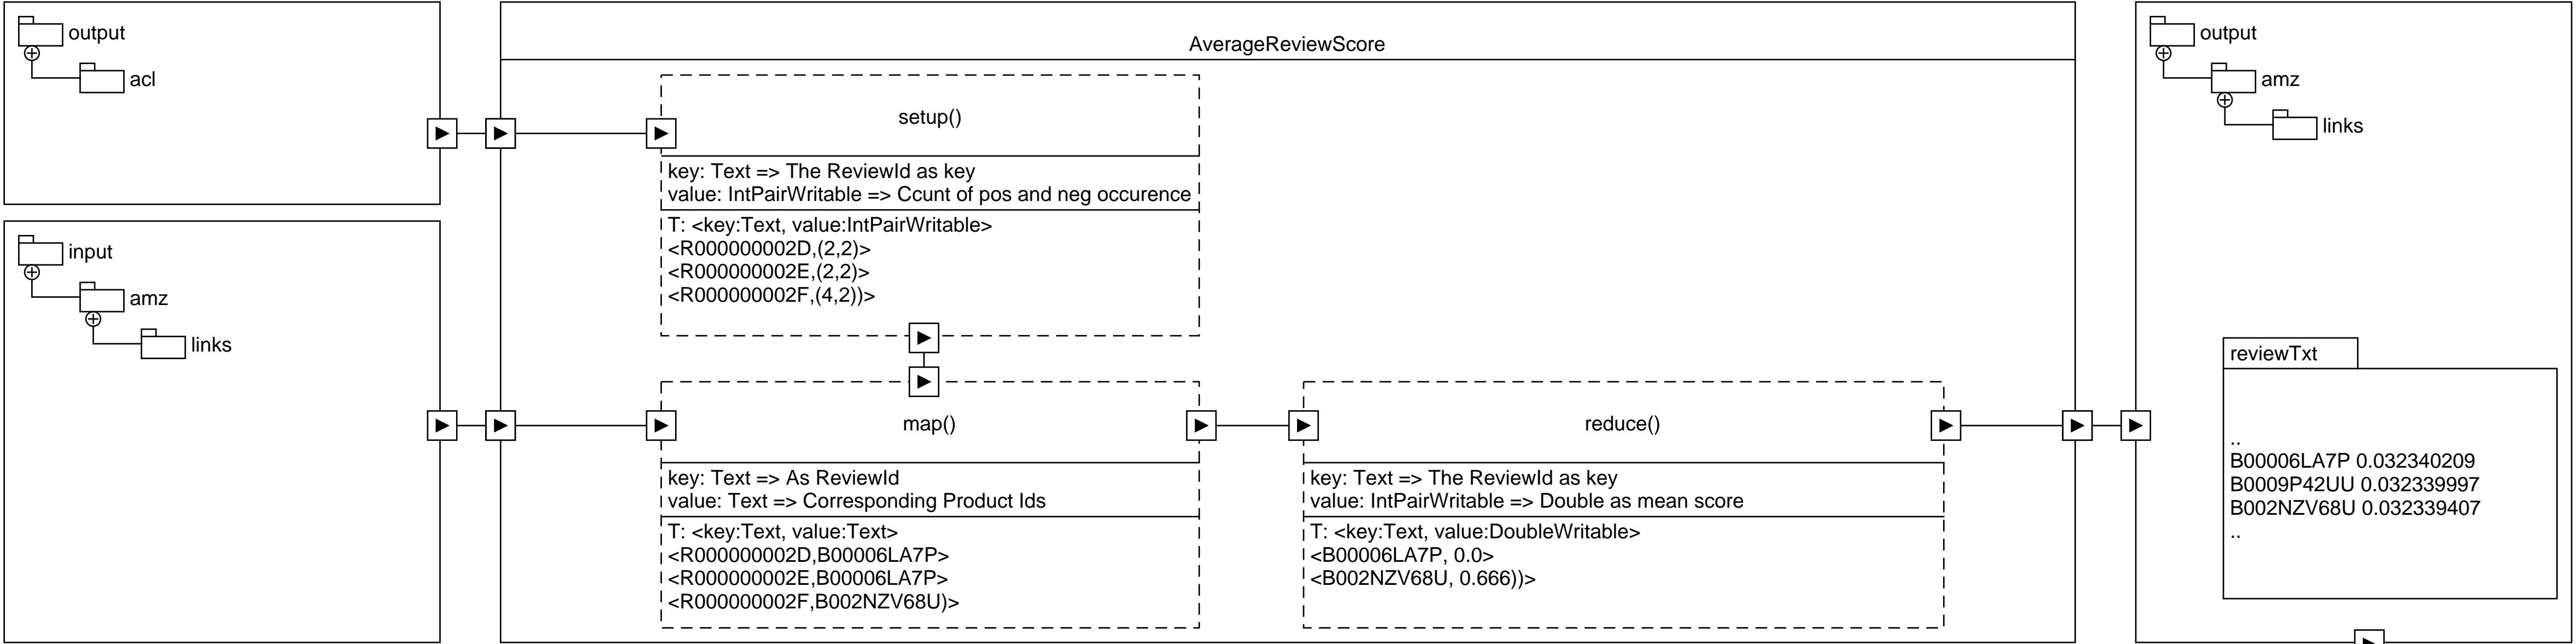 output
acl
input
amz
links
AverageReviewScore
setup()
key: Text => The ReviewId as key
value: IntPairWritable => Ccunt of pos and neg occurence
T: <key:Text, value:IntPairWritable>
<R000000002D,(2,2)>
<R000000002E,(2,2)>
<R000000002F,(4,2))>
map()
key: Text => As ReviewId
value: Text => Corresponding Product Ids
T: <key:Text, value:Text>
<R000000002D,B00006LA7P>
<R000000002E,B00006LA7P>
<R000000002F,B002NZV68U)>
reduce()
key: Text => The ReviewId as key
value: IntPairWritable => Double as mean score
T: <key:Text, value:DoubleWritable>
<B00006LA7P, 0.0>
<B002NZV68U, 0.666))>
output
amz
links
reviewTxt
..
B00006LA7P 0.032340209
B0009P42UU 0.032339997
B002NZV68U 0.032339407
..